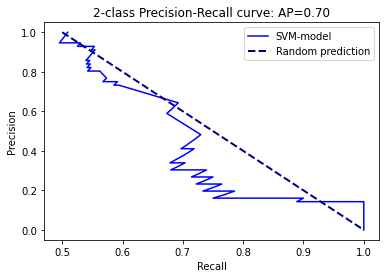 2-class Precision-Recall curve: AP=0.70
SVM-model
Random prediction
Precision
1.0
0.8
0.6
0.4
0.2
0.0
0.5 0.6 0.7 0.8 0.9 1.0
Recall